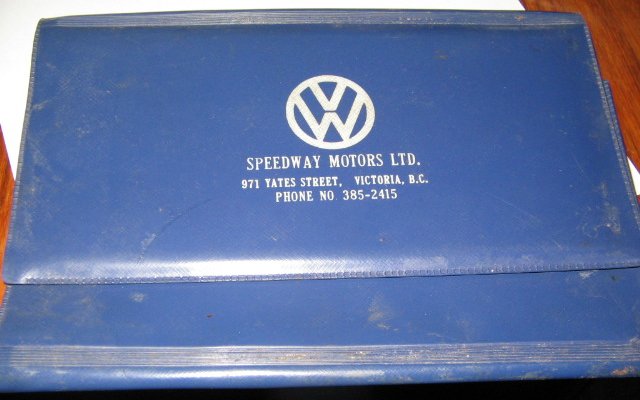 SPEEDWAY MOTORS LTD.
971 YATES STREET, VICTORIA, B.C.
PHONE NO 385-2415